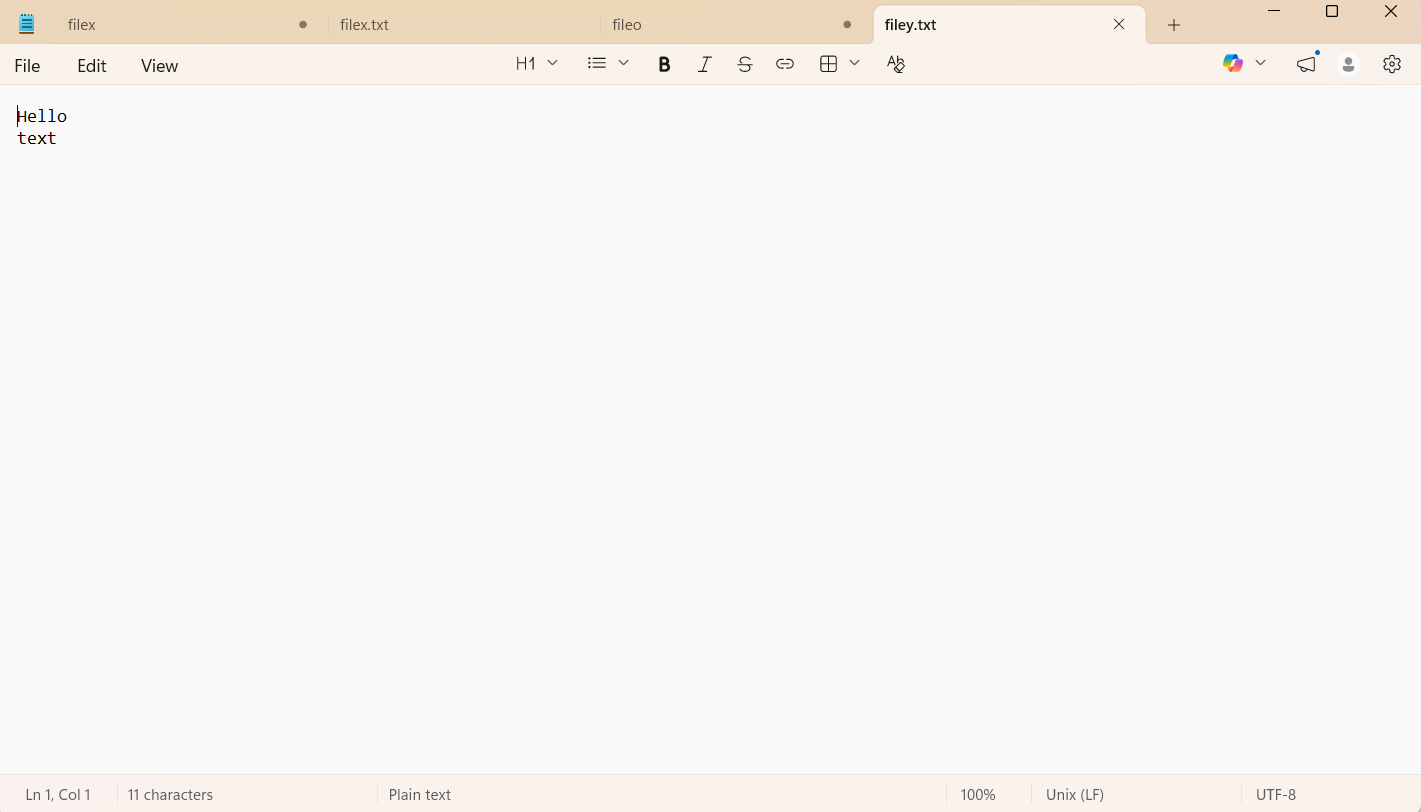 filex filex.txt fileo filey.txt
File Edit View H1 B I S
Hello
text
Ln 1, Col 1 11 characters Plain text 100% Unix (LF) UTF-8